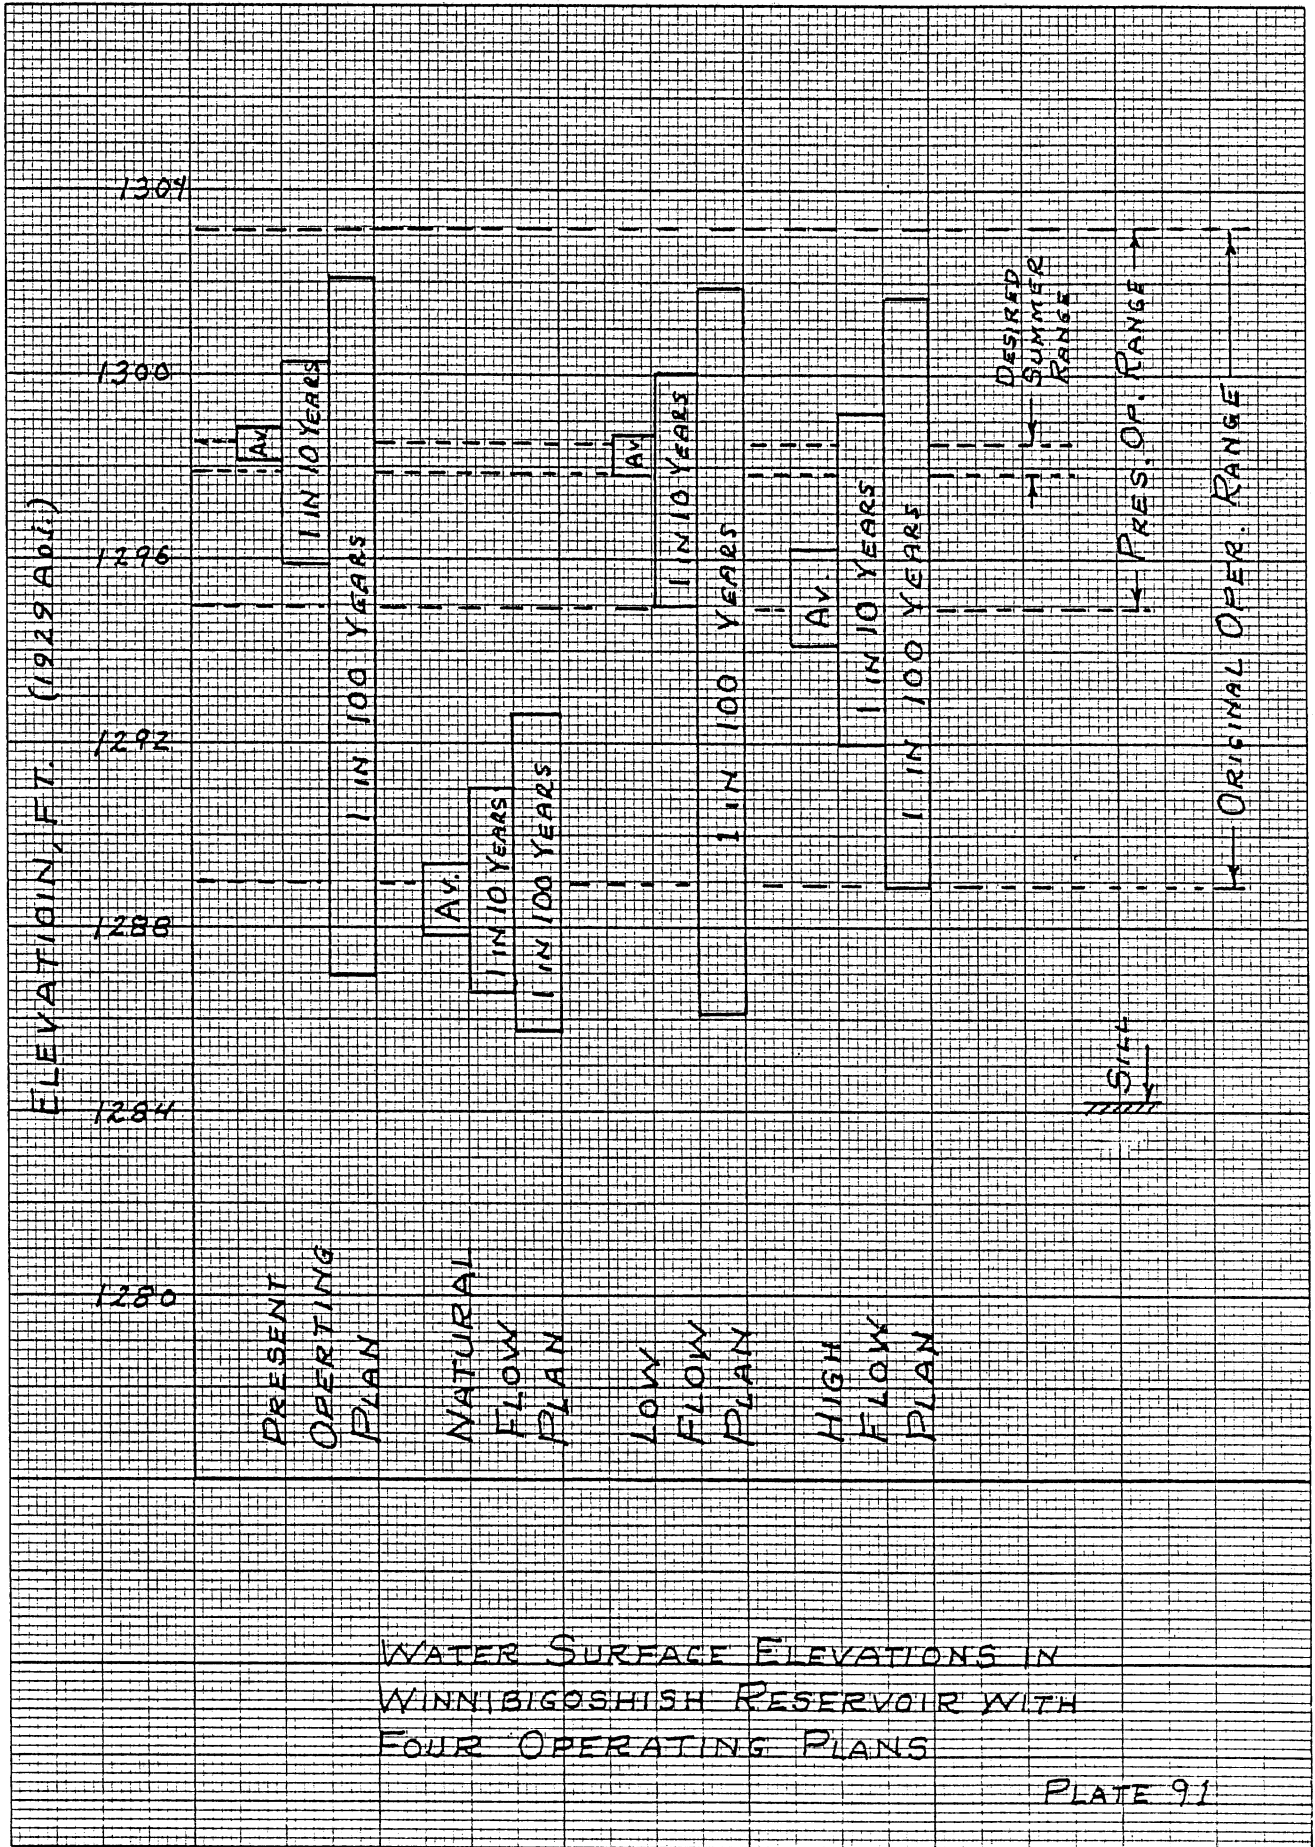 ELEVATIOIN, FT. (1929 ADJ.)
1304
1300
1296
1292
1288
1284
1280
AV
1 IN 10 YEARS
1 IN 100 YEARS
AV.
1 IN 10 YEARS
1 IN 100 YEARS
AV
1 IN 10 YEARS
1 IN 100 YEARS
AV.
1 IN 10 YEARS
1 IN 100 YEARS
DESIRED
SUMMER
RANGE
PRES. OP. RANGE
ORIGINAL OPER. RANGE
SILL
PRESENT
OPERTING
PLAN
NATURAL
FLOW
PLAN
LOW
FLOW
PLAN
HIGH
FLOW
PLAN
WATER SURFACE ELEVATIONS IN
WINNIBIGOSHISH RESERVOIR WITH
FOUR OPERATING PLANS
PLATE 91